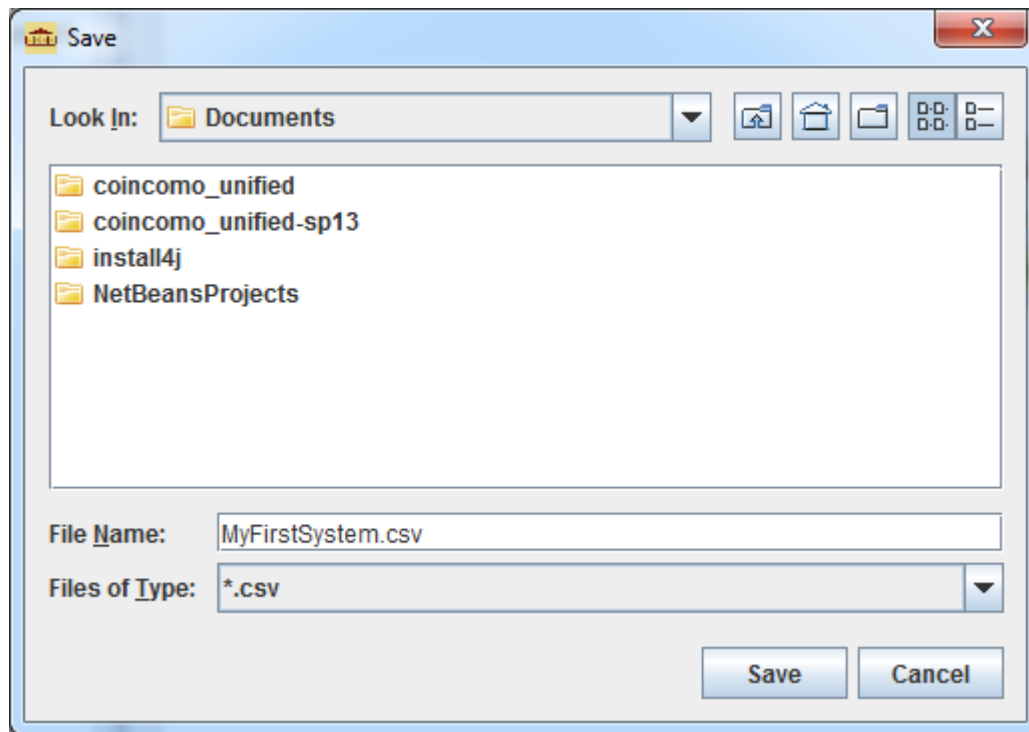 Save
Look In: Documents
coincomo_unified
coincomo_unified-sp13
install4j
NetBeansProjects
File Name: MyFirstSystem.csv
Files of Type: *.csv
Save Cancel